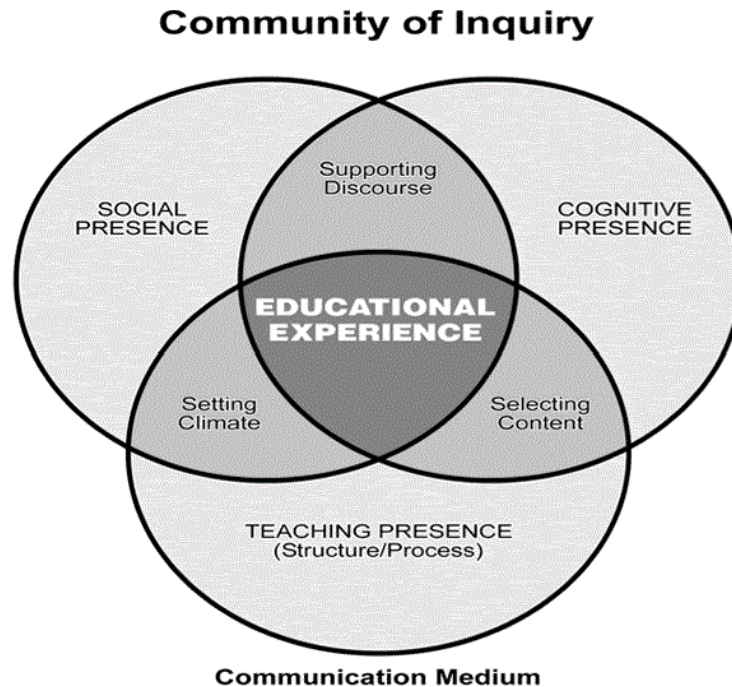 Community of Inquiry
Supporting
Discourse
SOCIAL
PRESENCE
COGNITIVE
PRESENCE
EDUCATIONAL
EXPERIENCE
Setting
Climate
Selecting
Content
TEACHING PRESENCE
(Structure/Process)
Communication Medium